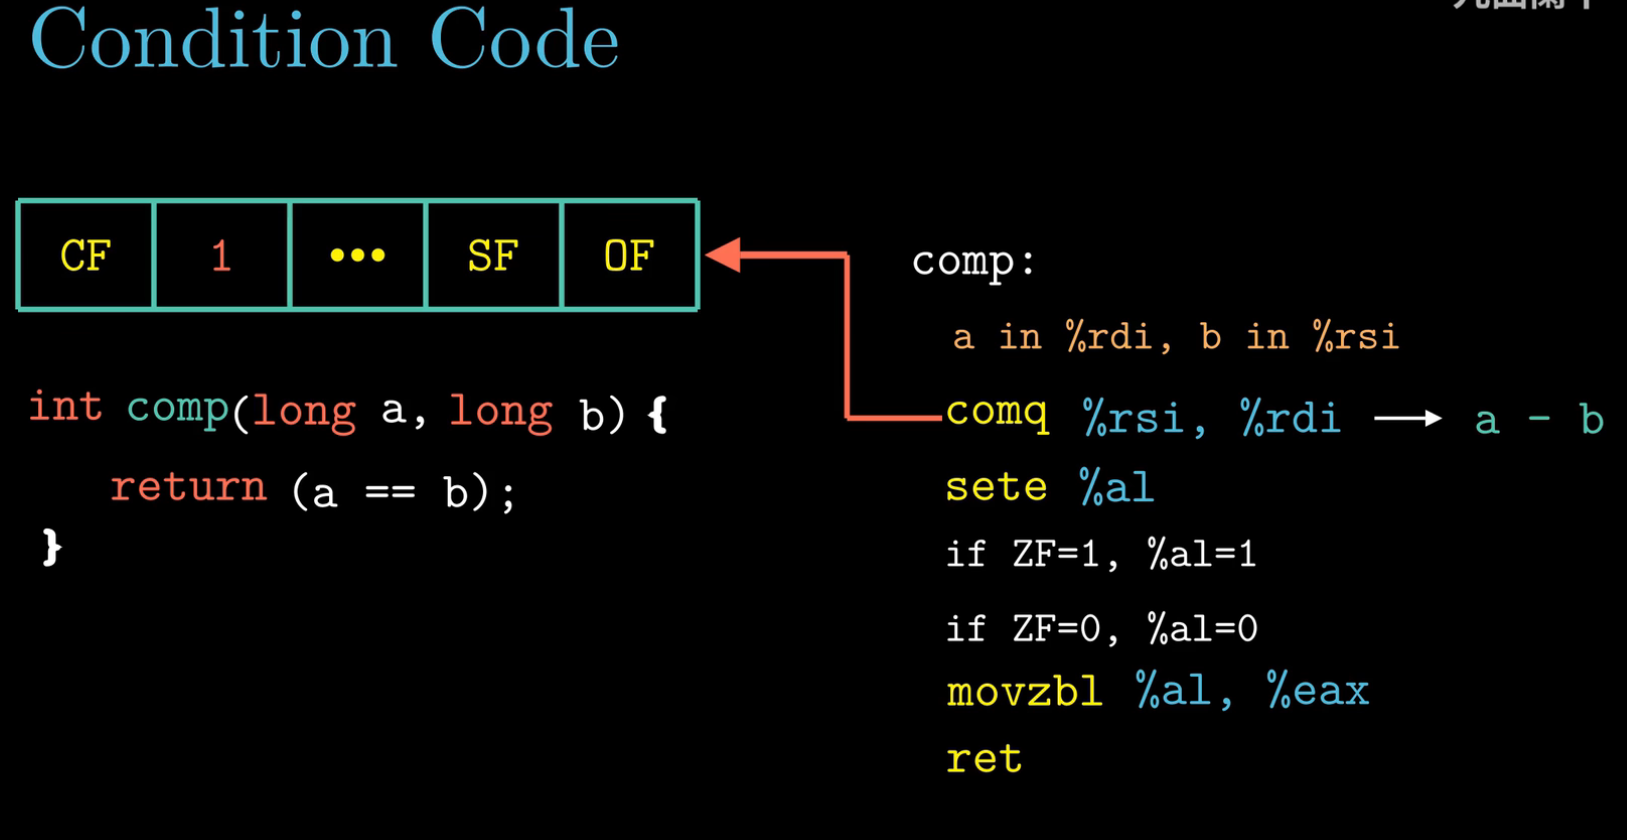 Condition Code
CF 1 ••• SF OF
int comp(long a, long b) {
return (a == b);
}
comp:
a in %rdi, b in %rsi
comq %rsi, %rdi → a - b
sete %al
if ZF=1, %al=1
if ZF=0, %al=0
movzbl %al, %eax
ret